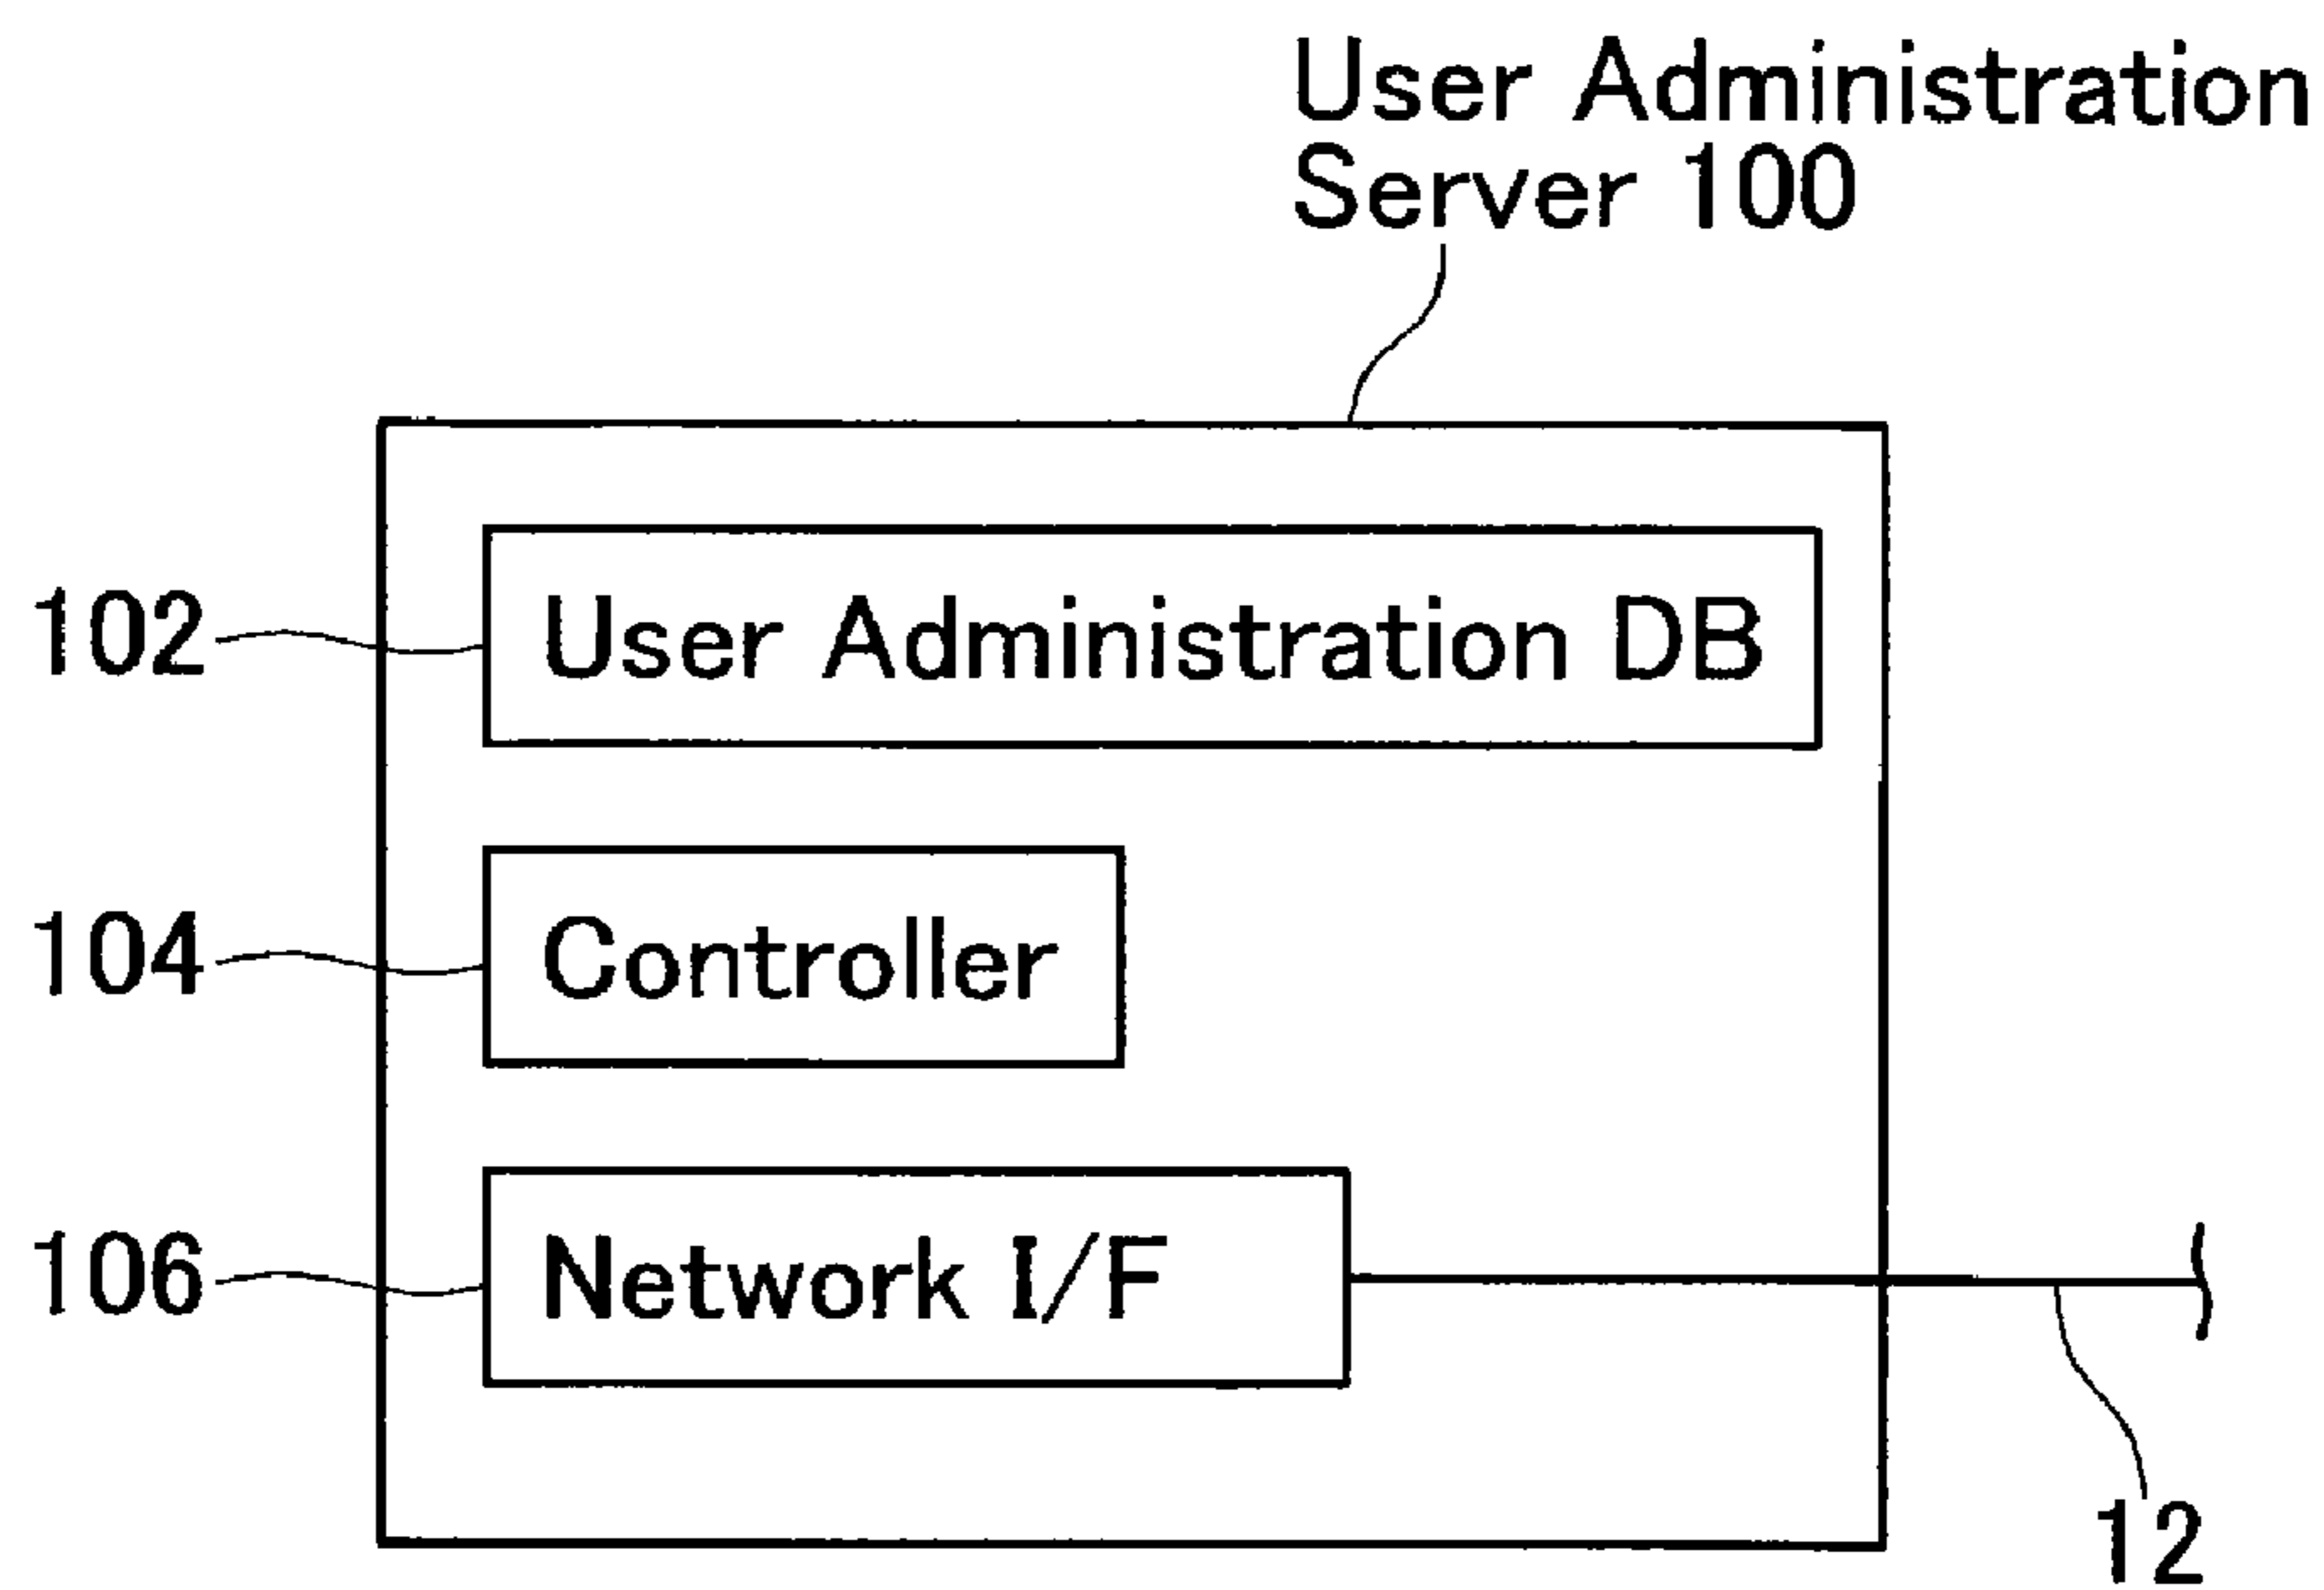 User Administration
Server 100
102
User Administration DB
104
Controller
106
Network I/F
12